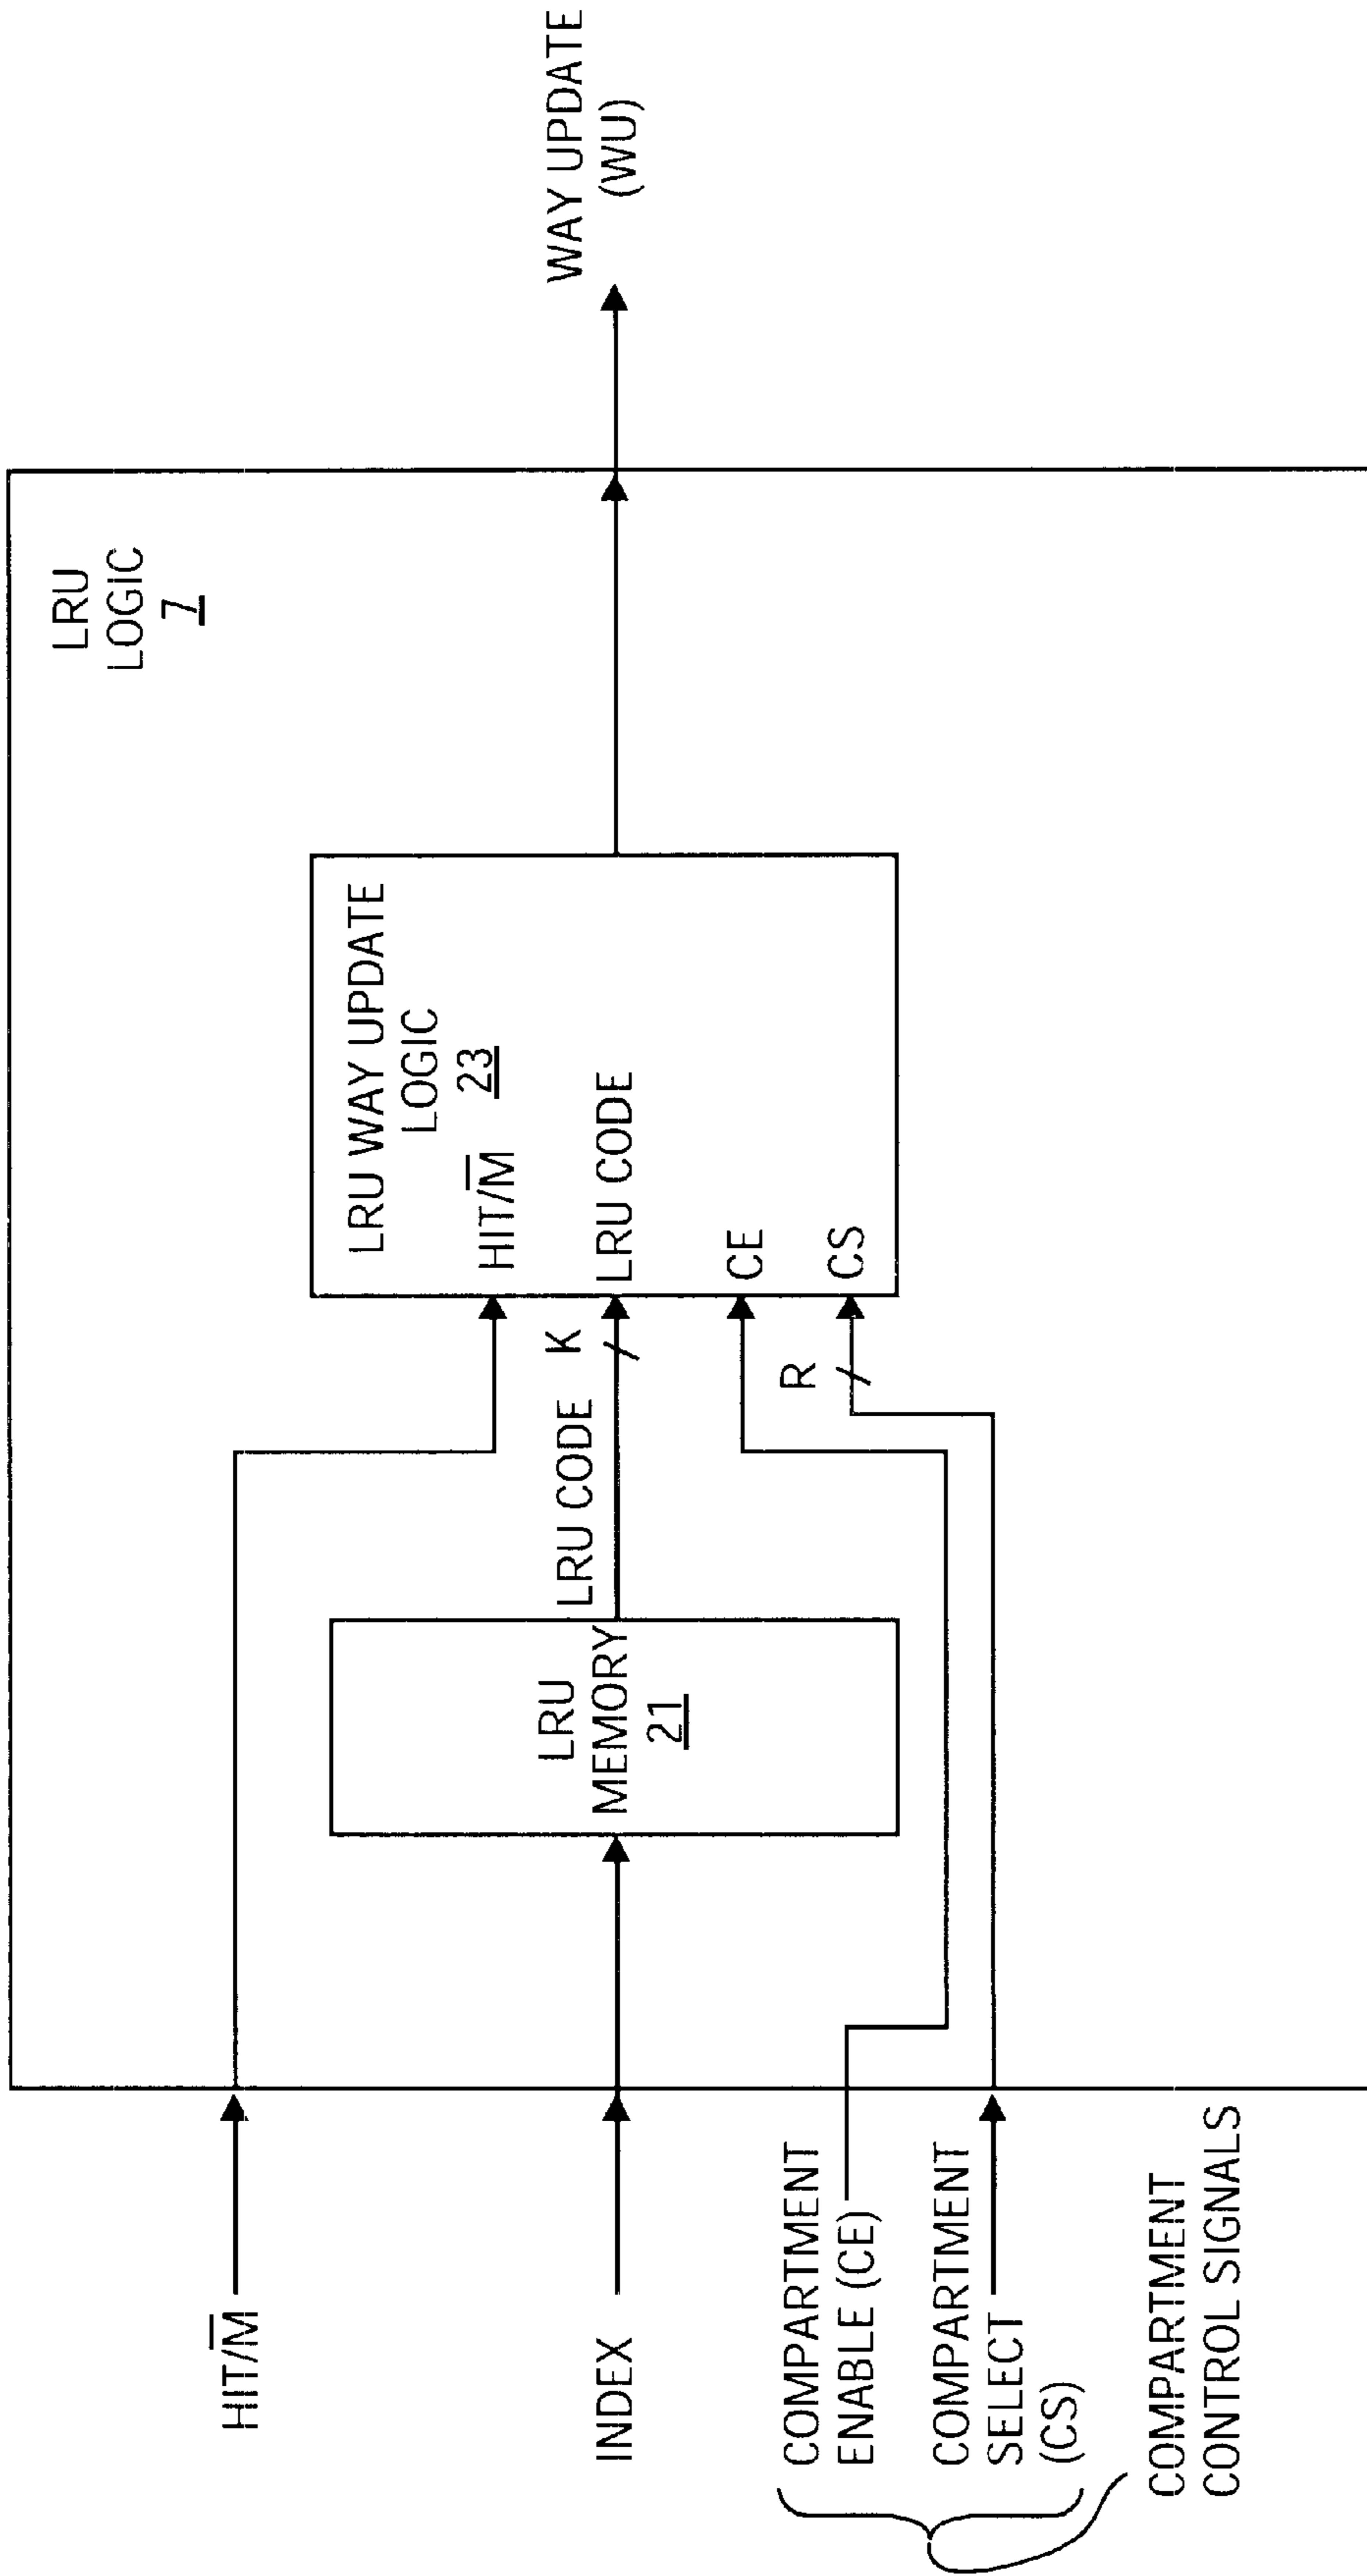 LRU
LOGIC
7
HIT/M̅
INDEX
COMPARTMENT
ENABLE (CE)
COMPARTMENT
SELECT
(CS)
COMPARTMENT
CONTROL SIGNALS
LRU
MEMORY
21
LRU CODE
K
R
LRU WAY UPDATE
LOGIC
23
HIT/M̅
LRU CODE
CE
CS
WAY UPDATE
(WU)